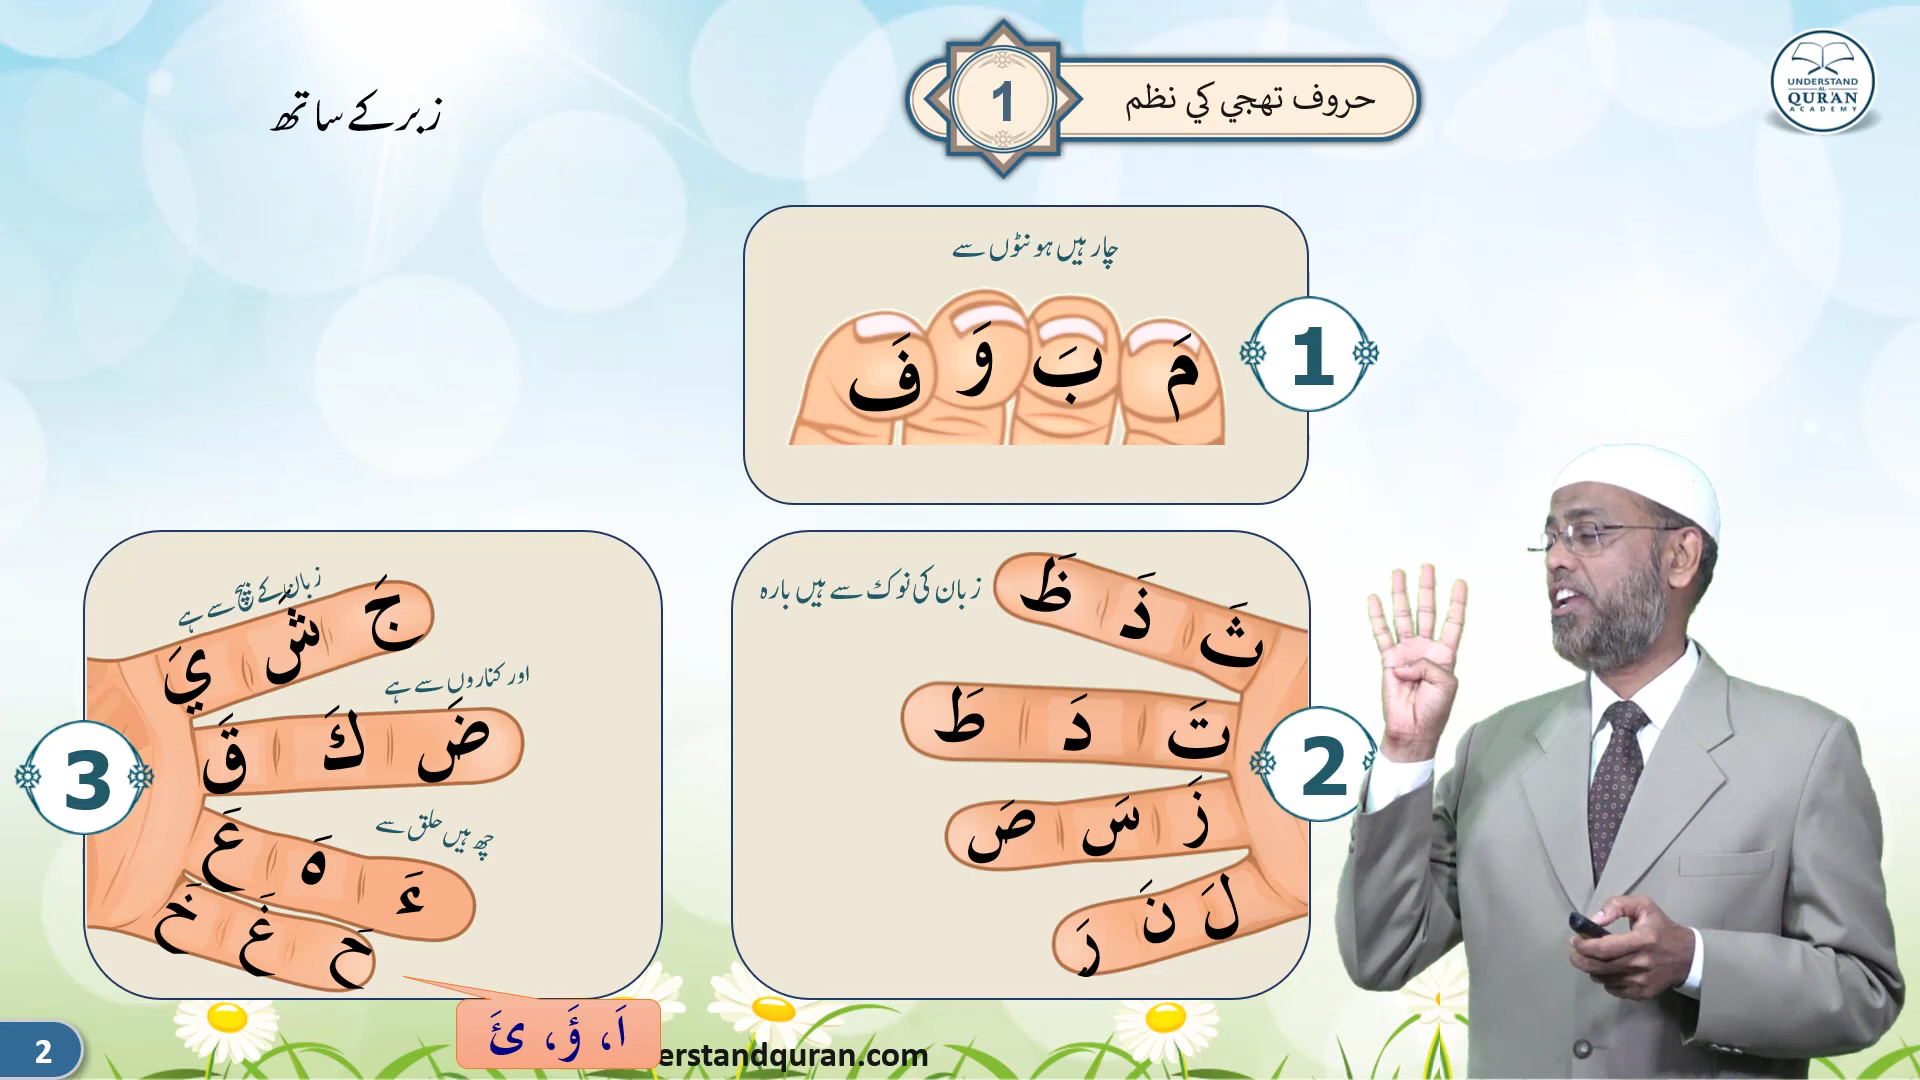 حروف تهجي كي نظم
1
زبر کے ساتھ
UNDERSTAND
AL-
QURAN
ACADEMY
1
چار ہیں ہونٹوں سے
مَ بَ وَ فَ
2
زبان کی نوک سے ہیں بارہ
ثَ ذَ ظَ
تَ دَ طَ
زَ سَ صَ
لَ نَ رَ
3
زبان کے بیچ سے ہے
جَ شَ يَ
اور کناروں سے ہے
ضَ كَ قَ
چھ ہیں حلق سے
ءَ هَ عَ
حَ غَ خَ
اَ، ؤَ، ئَ
erstandquran.com
2